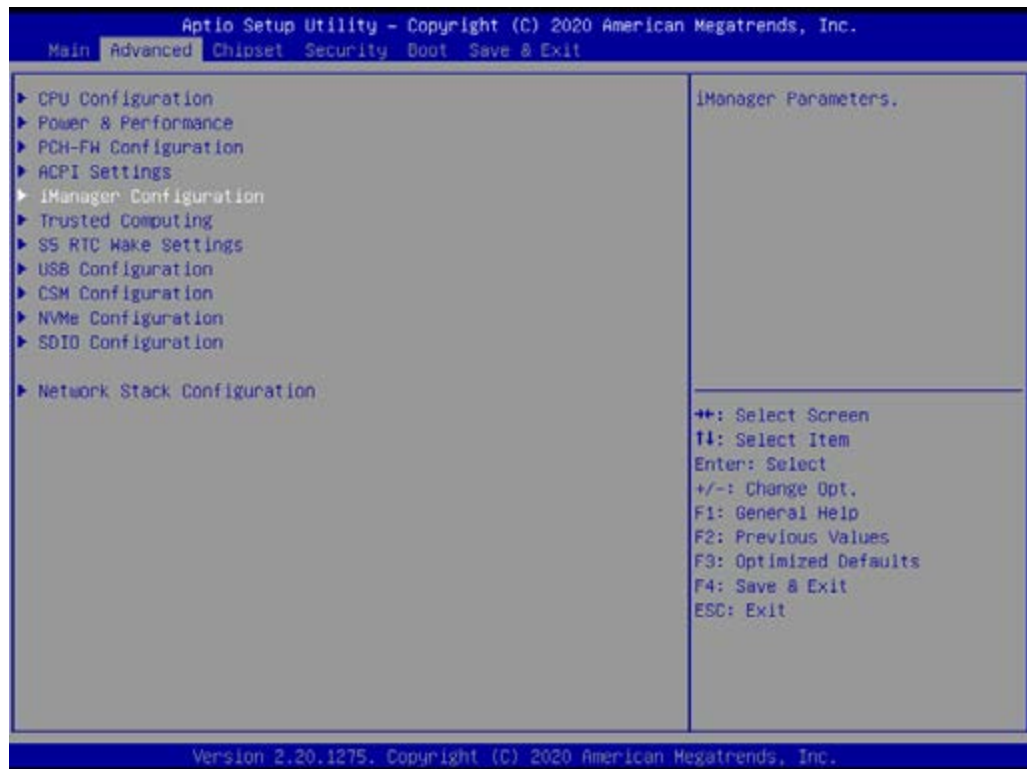 Aptio Setup Utility – Copyright (C) 2020 American Megatrends, Inc.
Main Advanced Chipset Security Boot Save & Exit
CPU Configuration
Power & Performance
PCH-FW Configuration
ACPI Settings
iManager Configuration
Trusted Computing
S5 RTC Wake Settings
USB Configuration
CSM Configuration
NVMe Configuration
SDIO Configuration
Network Stack Configuration
iManager Parameters.
→←: Select Screen
↑↓: Select Item
Enter: Select
+/-: Change Opt.
F1: General Help
F2: Previous Values
F3: Optimized Defaults
F4: Save & Exit
ESC: Exit
Version 2.20.1275. Copyright (C) 2020 American Megatrends, Inc.